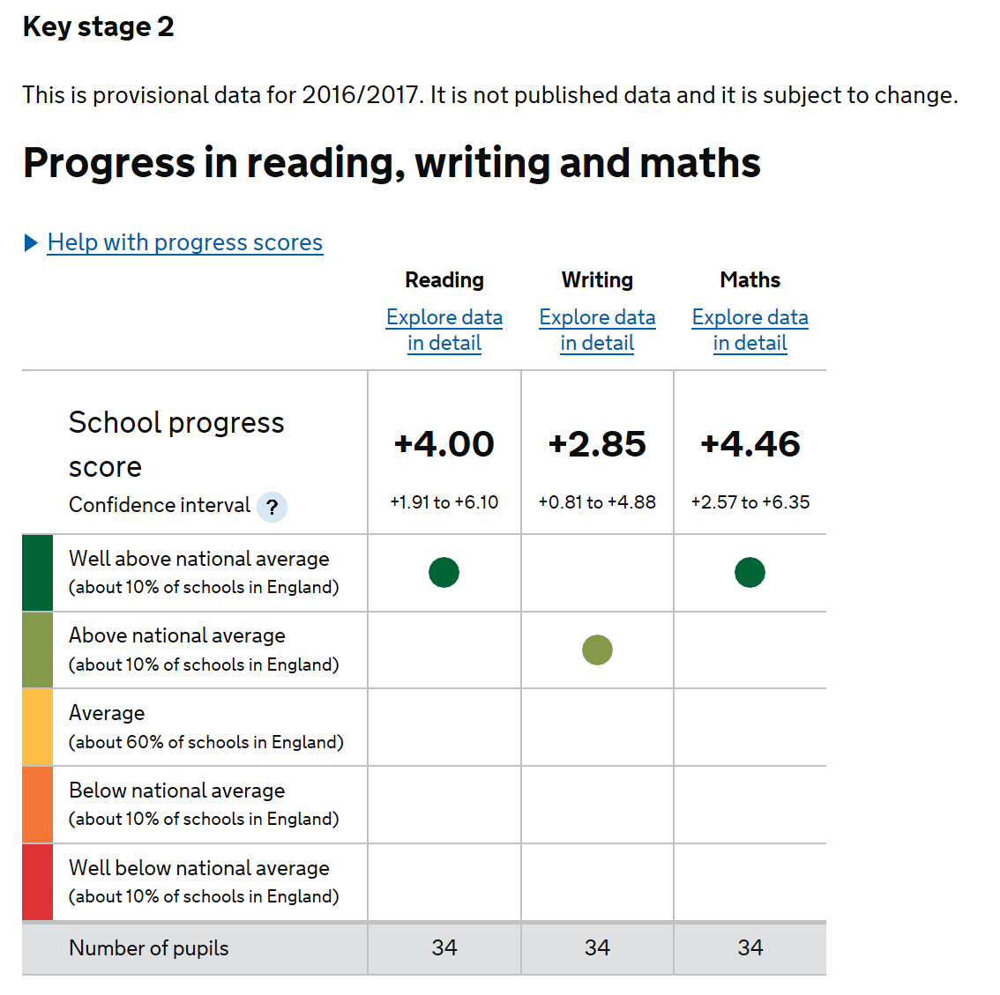 Key stage 2
This is provisional data for 2016/2017. It is not published data and it is subject to change.
Progress in reading, writing and maths
Help with progress scores
Reading Writing Maths
Explore data Explore data Explore data
in detail in detail in detail
School progress
score
+4.00 +2.85 +4.46
Confidence interval ? +1.91 to +6.10 +0.81 to +4.88 +2.57 to +6.35
Well above national average
(about 10% of schools in England)
Above national average
(about 10% of schools in England)
Average
(about 60% of schools in England)
Below national average
(about 10% of schools in England)
Well below national average
(about 10% of schools in England)
Number of pupils 34 34 34